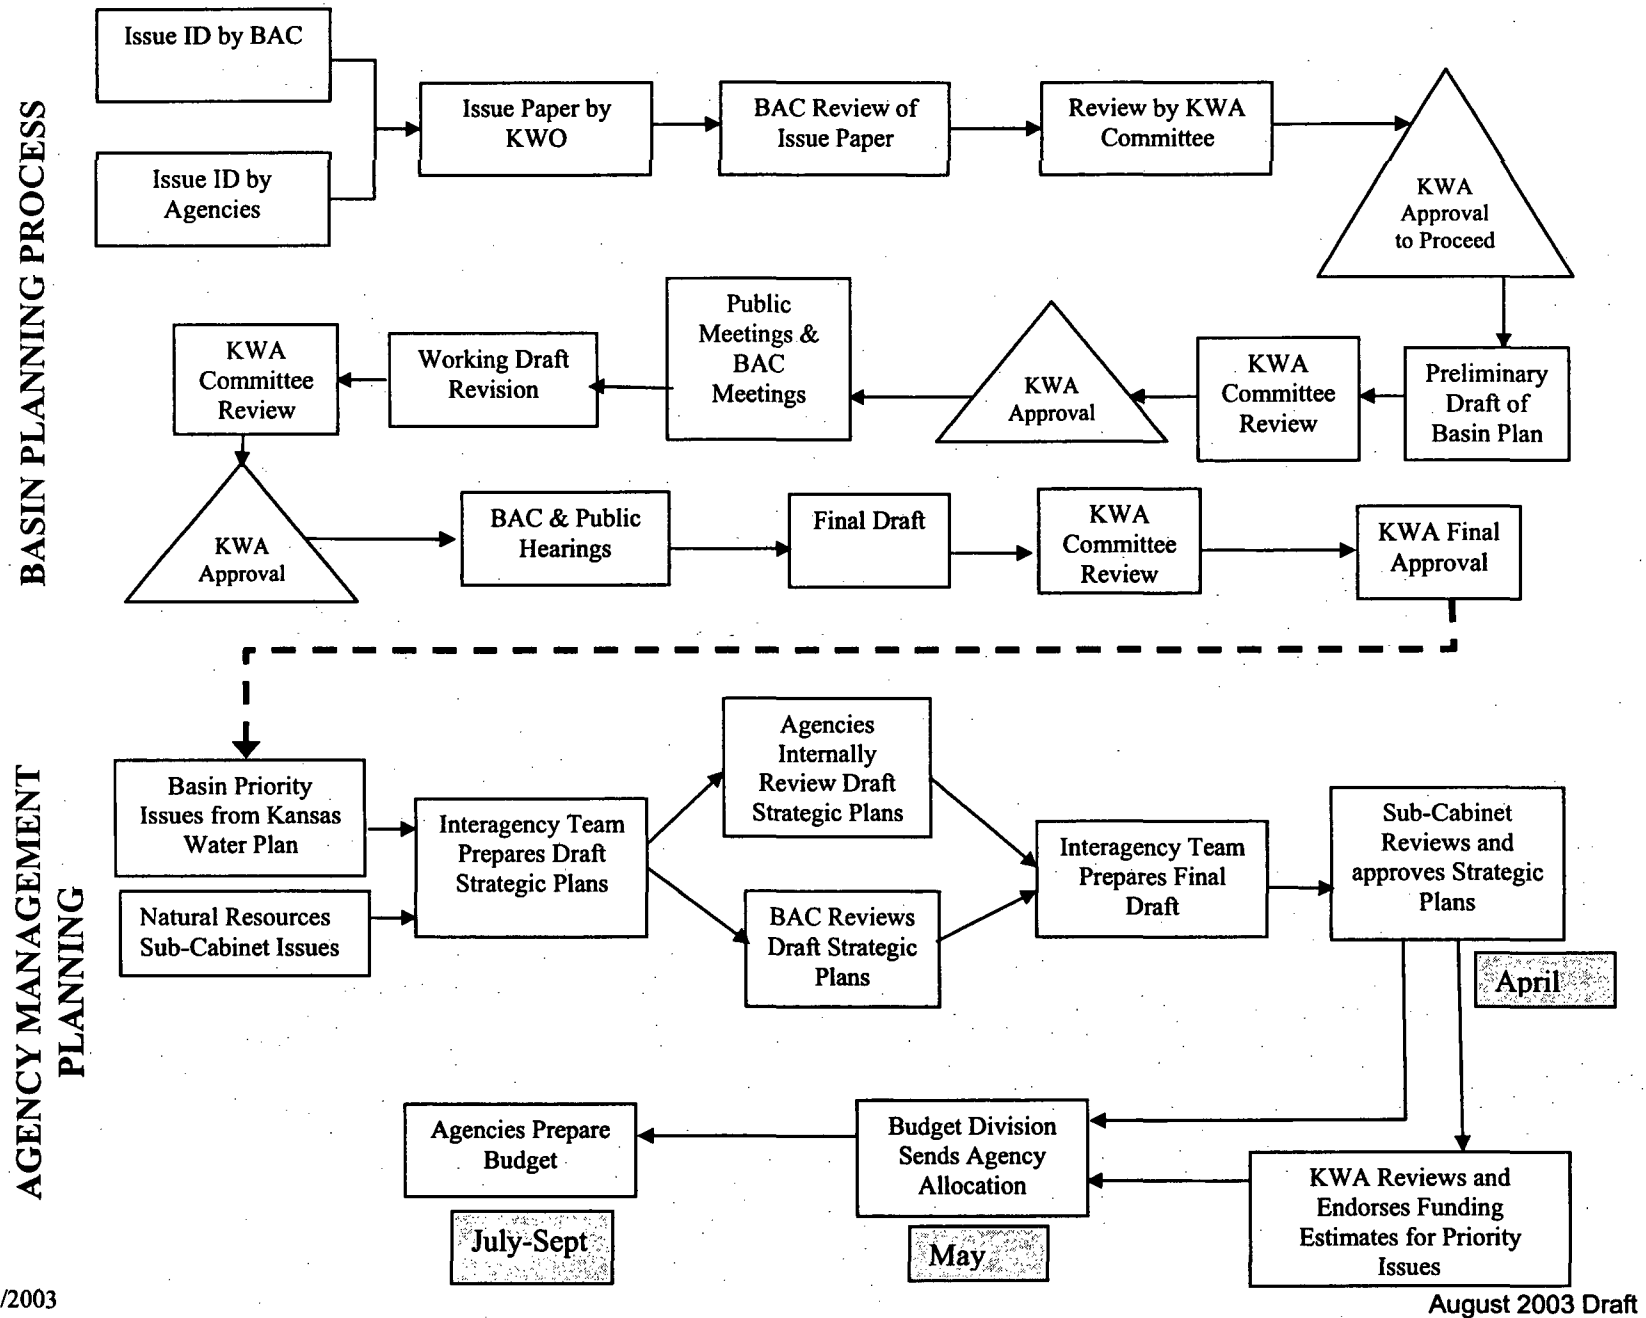 BASIN PLANNING PROCESS
Issue ID by BAC
Issue ID by
Agencies
Issue Paper by
KWO
BAC Review of
Issue Paper
Review by KWA
Committee
KWA
Approval
to Proceed
Preliminary
Draft of
Basin Plan
KWA
Committee
Review
KWA
Approval
Public
Meetings &
BAC
Meetings
Working Draft
Revision
KWA
Committee
Review
KWA
Approval
BAC & Public
Hearings
Final Draft
KWA
Committee
Review
KWA Final
Approval
AGENCY MANAGEMENT
PLANNING
Basin Priority
Issues from Kansas
Water Plan
Natural Resources
Sub-Cabinet Issues
Interagency Team
Prepares Draft
Strategic Plans
Agencies
Internally
Review Draft
Strategic Plans
BAC Reviews
Draft Strategic
Plans
Interagency Team
Prepares Final
Draft
Sub-Cabinet
Reviews and
approves Strategic
Plans
April
KWA Reviews and
Endorses Funding
Estimates for Priority
Issues
Budget Division
Sends Agency
Allocation
May
Agencies Prepare
Budget
July-Sept
/2003
August 2003 Draft